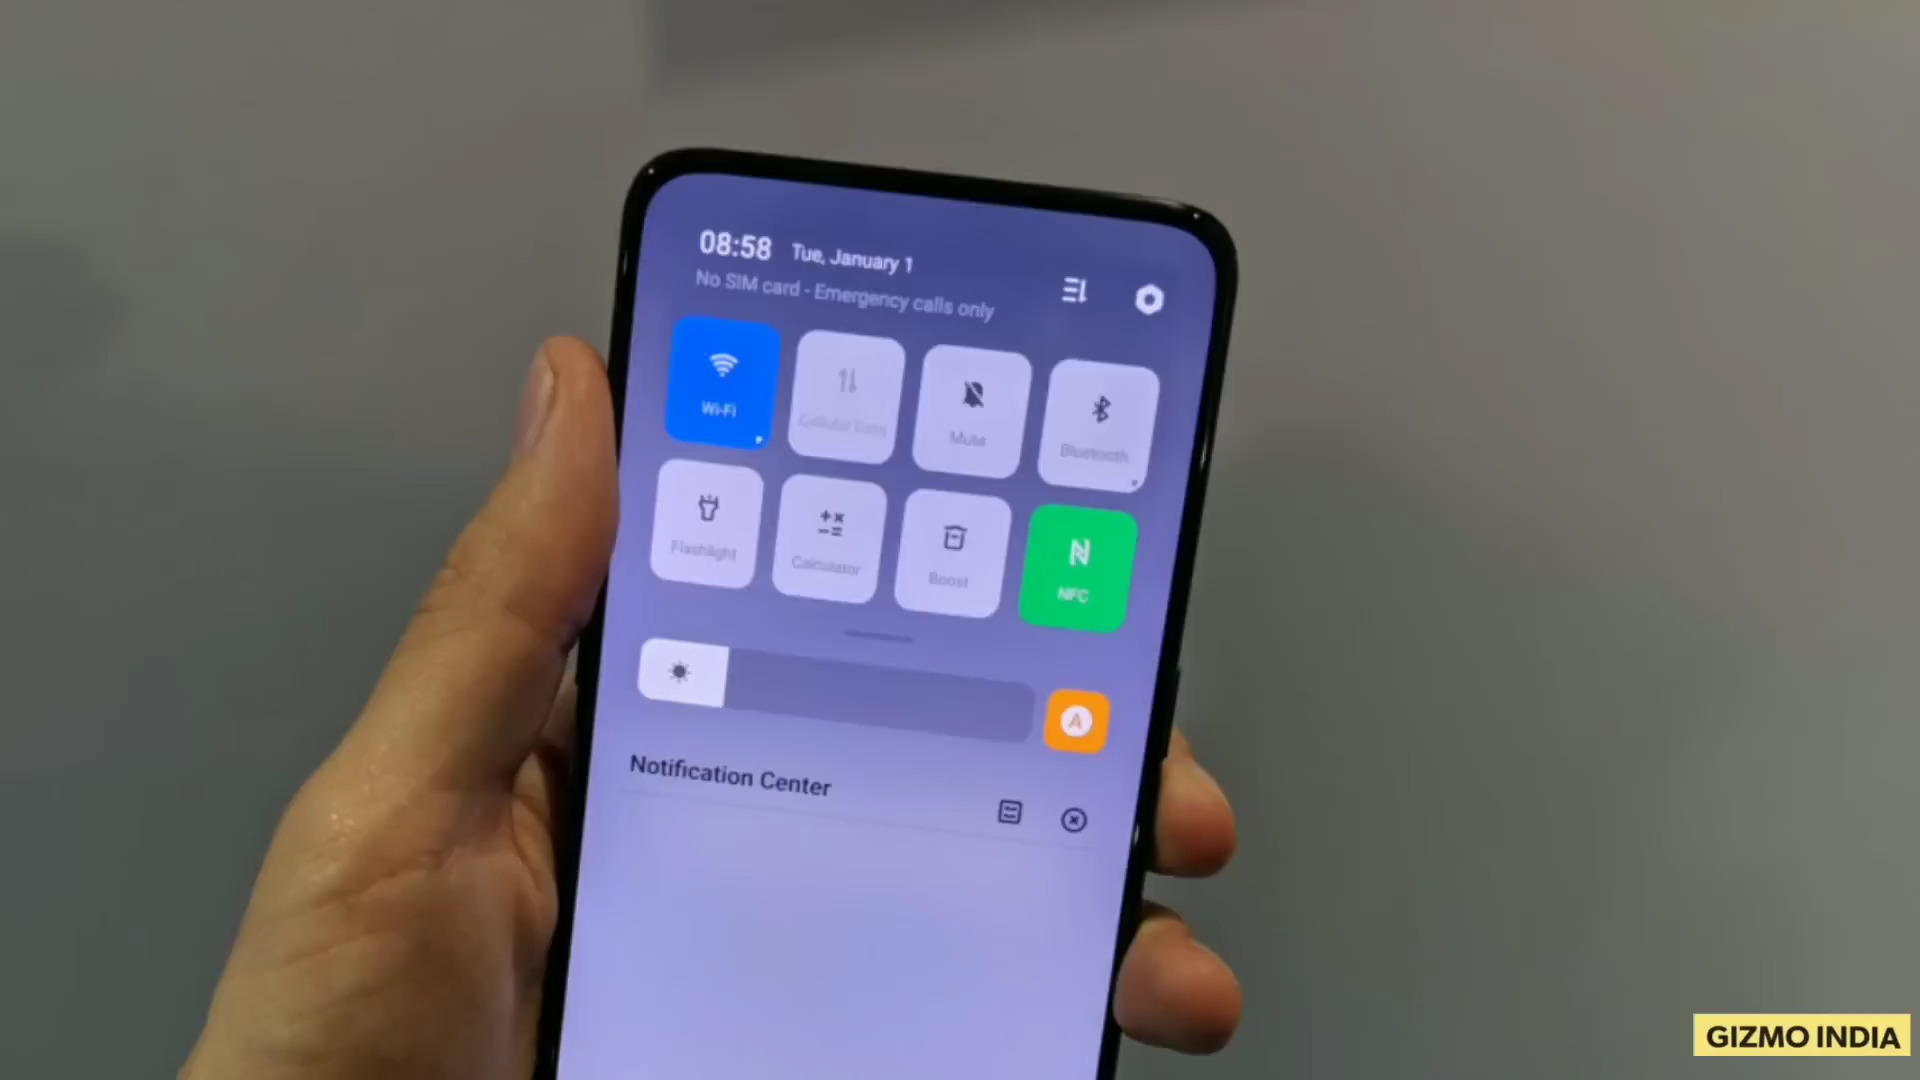 08:58 Tue, January 1
No SIM card - Emergency calls only
Wi-Fi
Cellular Data
Mute
Bluetooth
Flashlight
Calculator
Boost
NFC
A
Notification Center
GIZMO INDIA